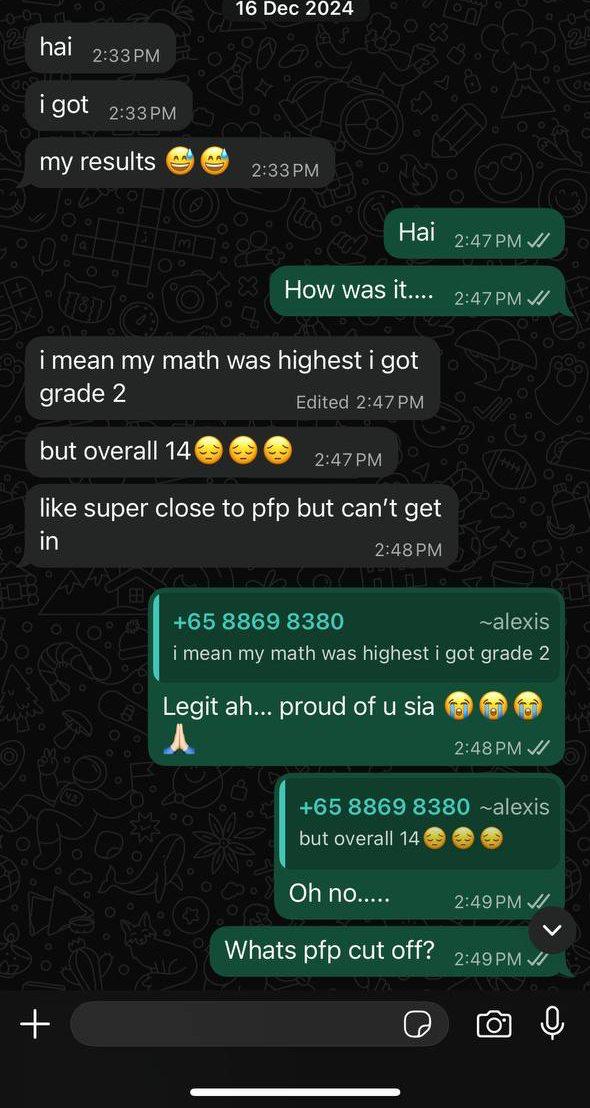 16 Dec 2024
hai 2:33 PM
i got 2:33 PM
my results 😅😅 2:33 PM
Hai 2:47 PM
How was it.... 2:47 PM
i mean my math was highest i got
grade 2 Edited 2:47 PM
but overall 14😔😔😔 2:47 PM
like super close to pfp but can't get
in 2:48 PM
+65 8869 8380 ~alexis
i mean my math was highest i got grade 2
Legit ah... proud of u sia 😭😭😭
🙏🏻 2:48 PM
+65 8869 8380 ~alexis
but overall 14😔😔😔
Oh no..... 2:49 PM
Whats pfp cut off? 2:49 PM